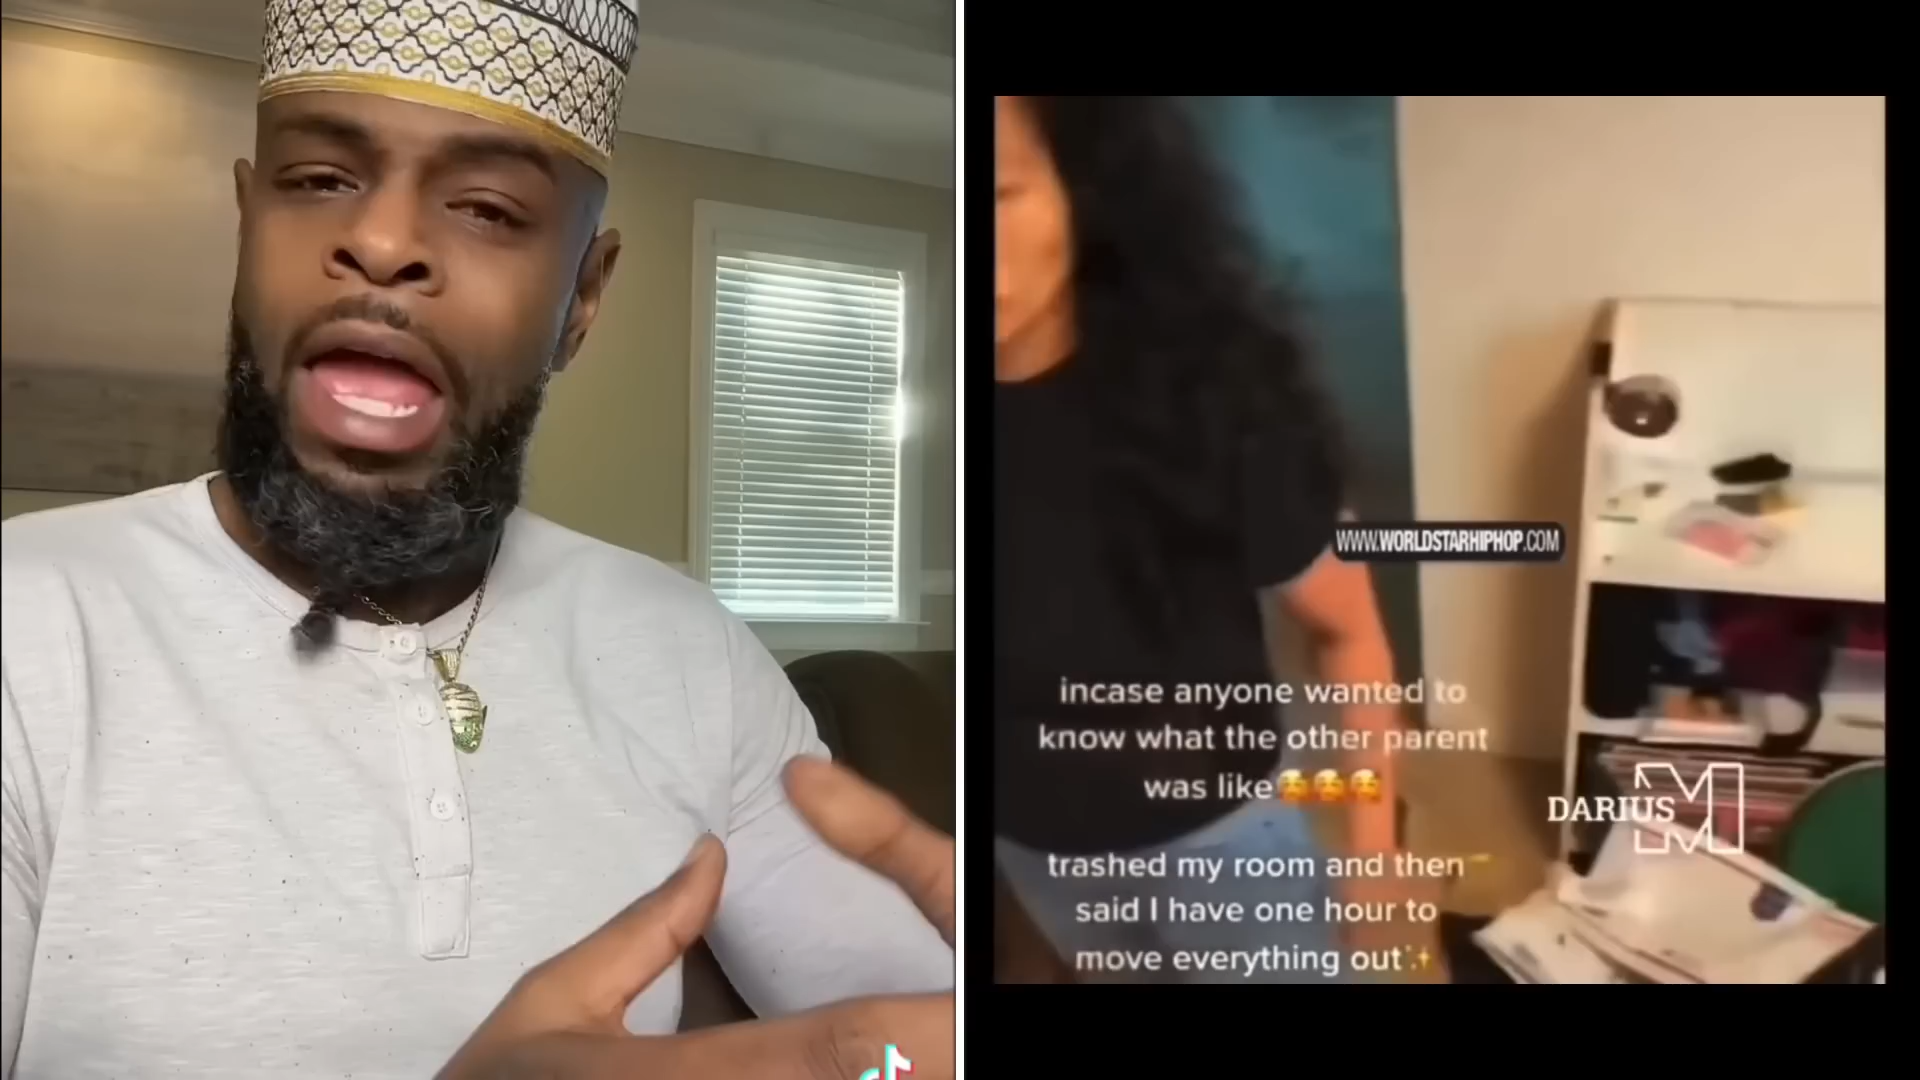 WWW.WORLDSTARHIPHOP.COM
incase anyone wanted to
know what the other parent
was like🥰🥰🥰
DARIUS M
trashed my room and then
said I have one hour to
move everything out✨